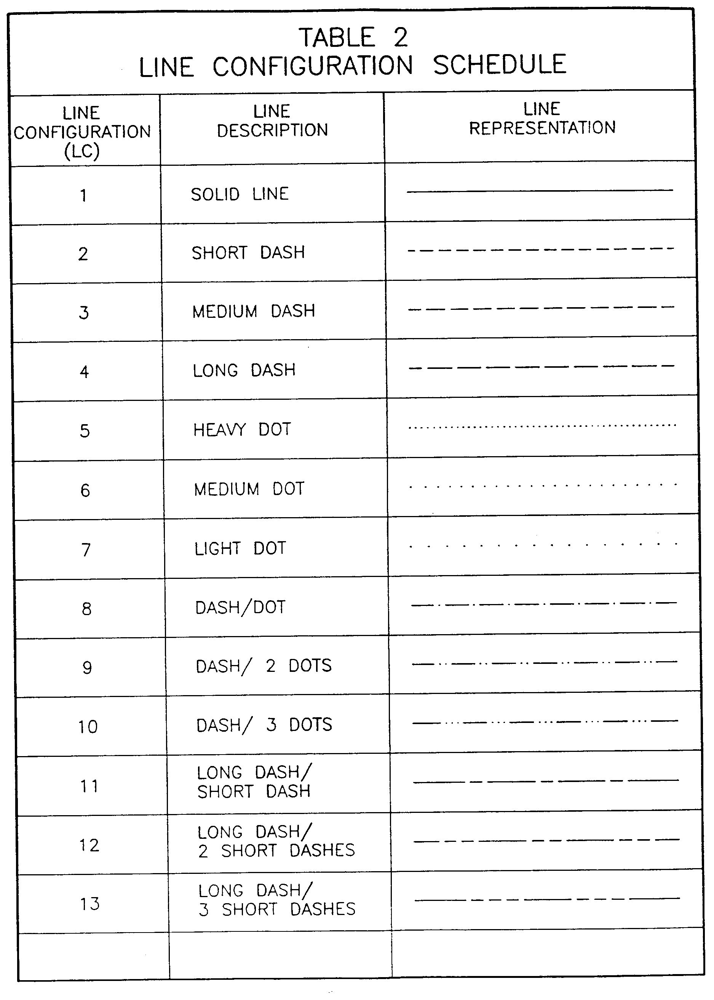 TABLE 2
LINE CONFIGURATION SCHEDULE
LINE
CONFIGURATION
(LC)
LINE
DESCRIPTION
LINE
REPRESENTATION
1
SOLID LINE
2
SHORT DASH
3
MEDIUM DASH
4
LONG DASH
5
HEAVY DOT
6
MEDIUM DOT
7
LIGHT DOT
8
DASH/DOT
9
DASH/ 2 DOTS
10
DASH/ 3 DOTS
11
LONG DASH/
SHORT DASH
12
LONG DASH/
2 SHORT DASHES
13
LONG DASH/
3 SHORT DASHES